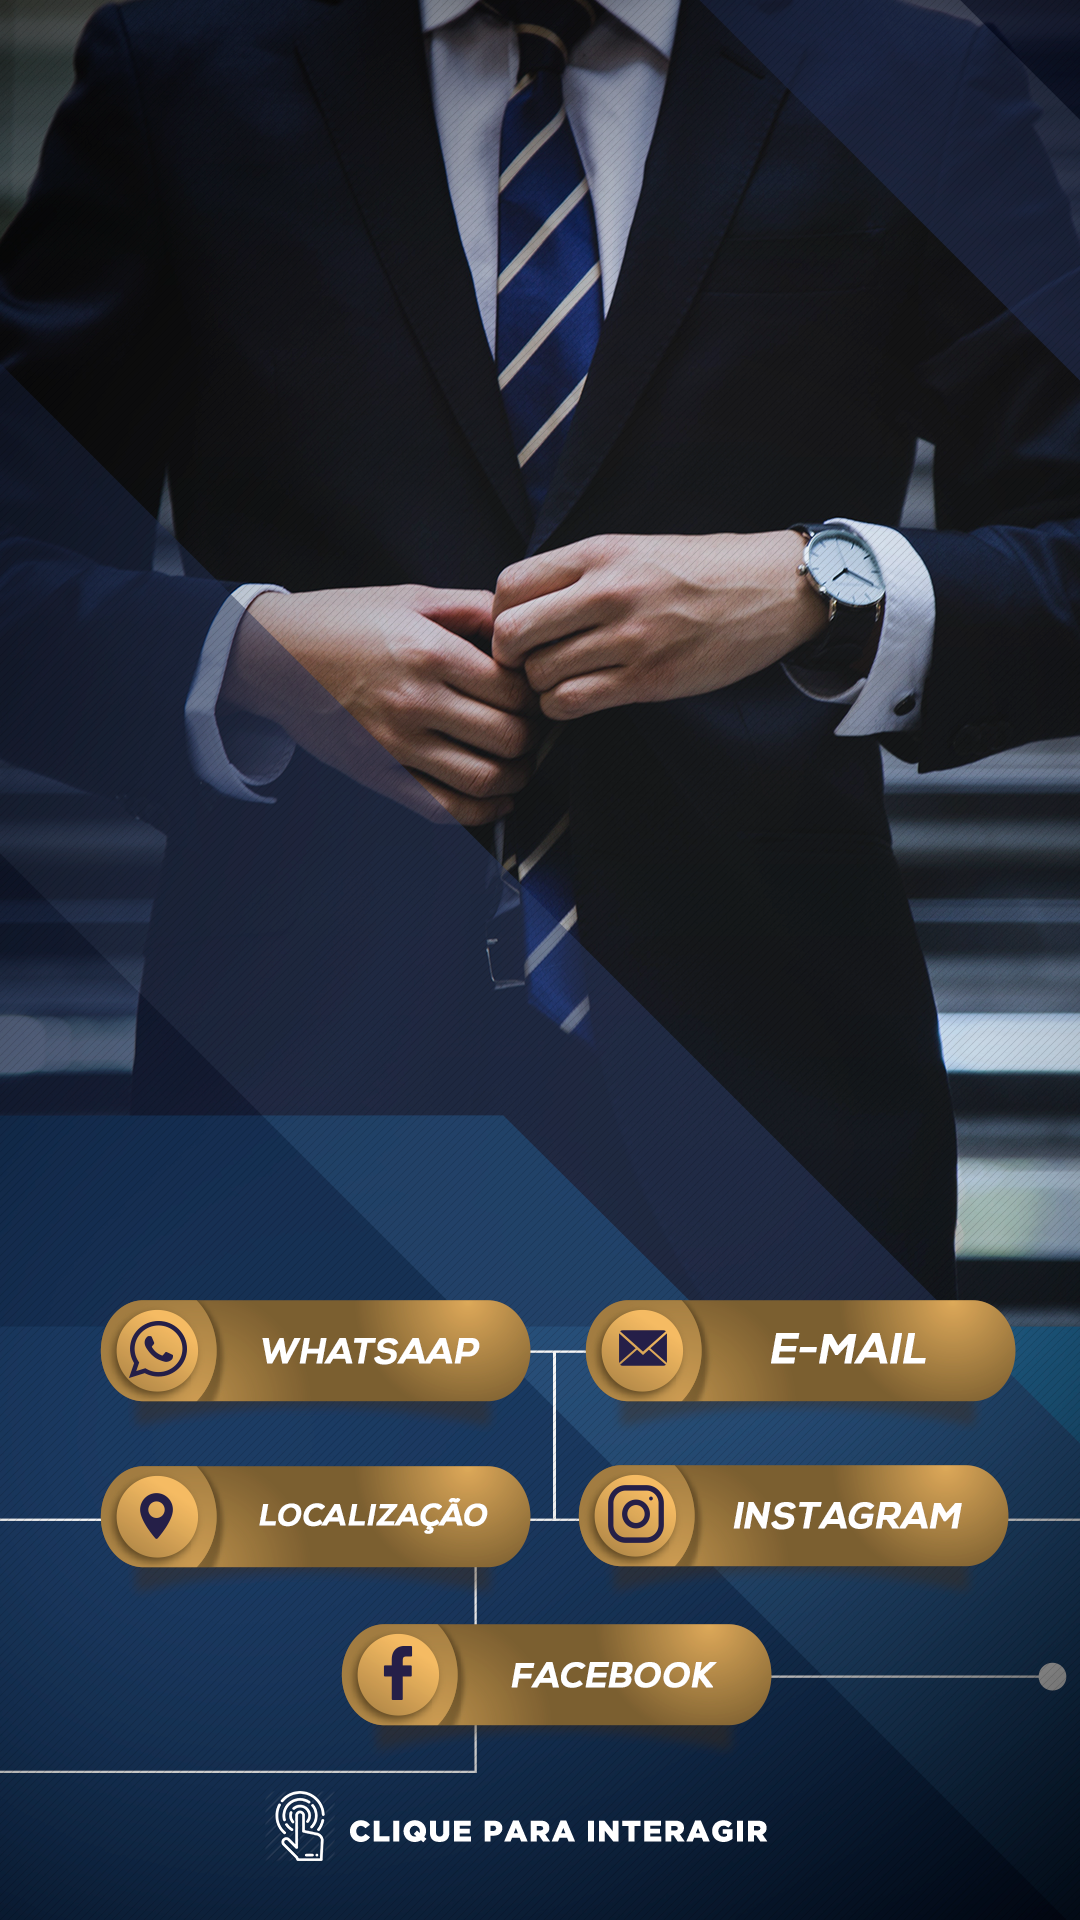 WHATSAAP
E-MAIL
LOCALIZAÇÃO
INSTAGRAM
FACEBOOK
CLIQUE PARA INTERAGIR